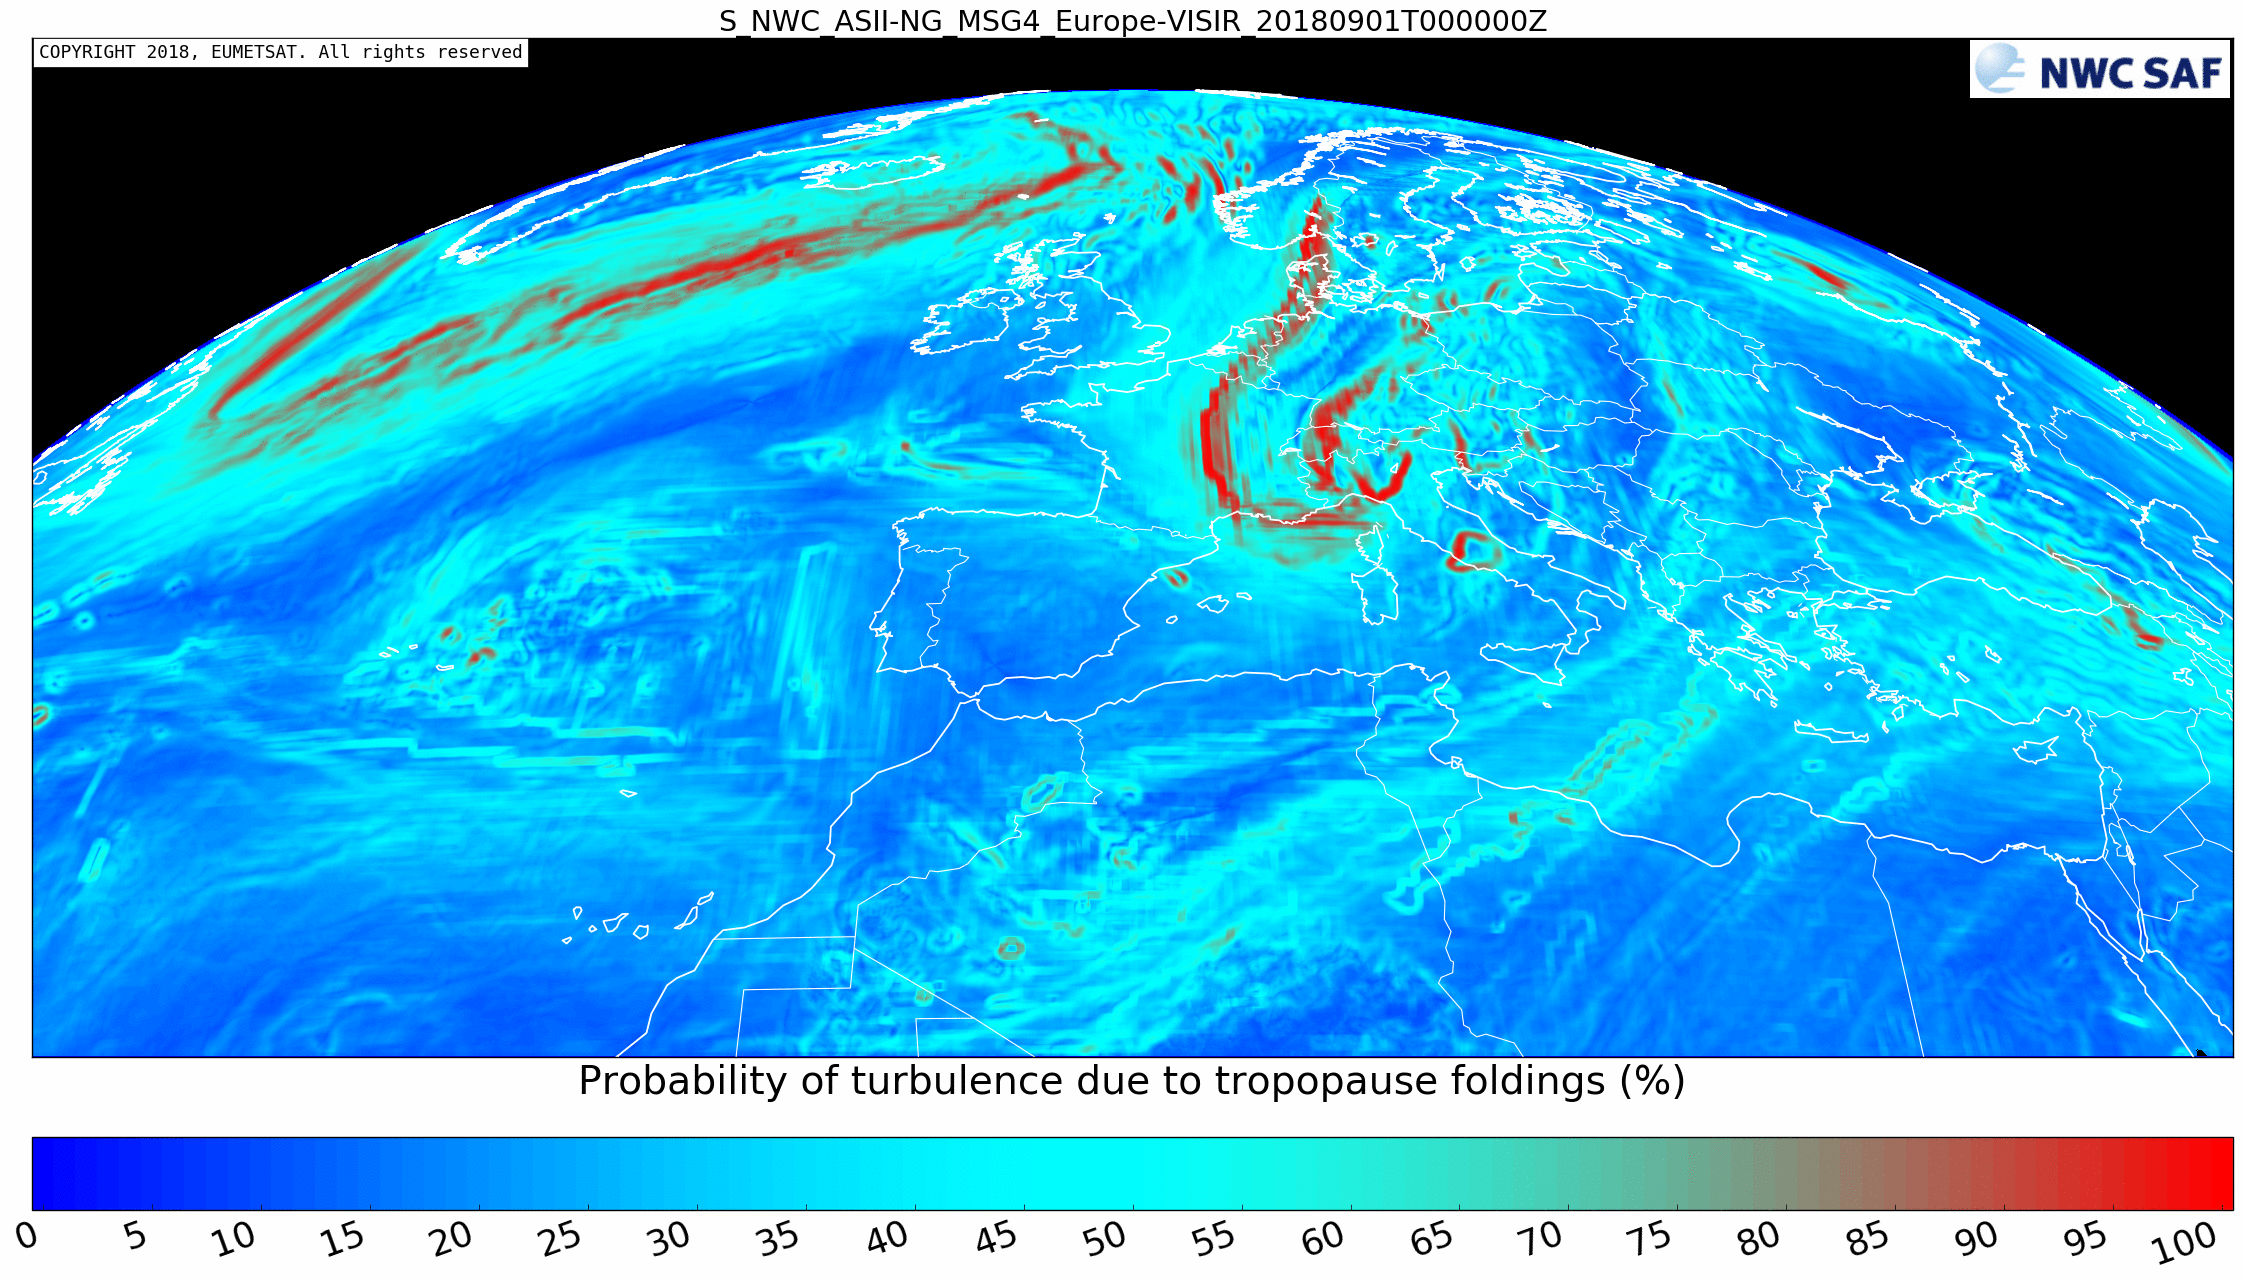 S_NWC_ASII-NG_MSG4_Europe-VISIR_20180901T000000Z
COPYRIGHT 2018, EUMETSAT. All rights reserved
NWC SAF
Probability of turbulence due to tropopause foldings (%)
0 5 10 15 20 25 30 35 40 45 50 55 60 65 70 75 80 85 90 95 100